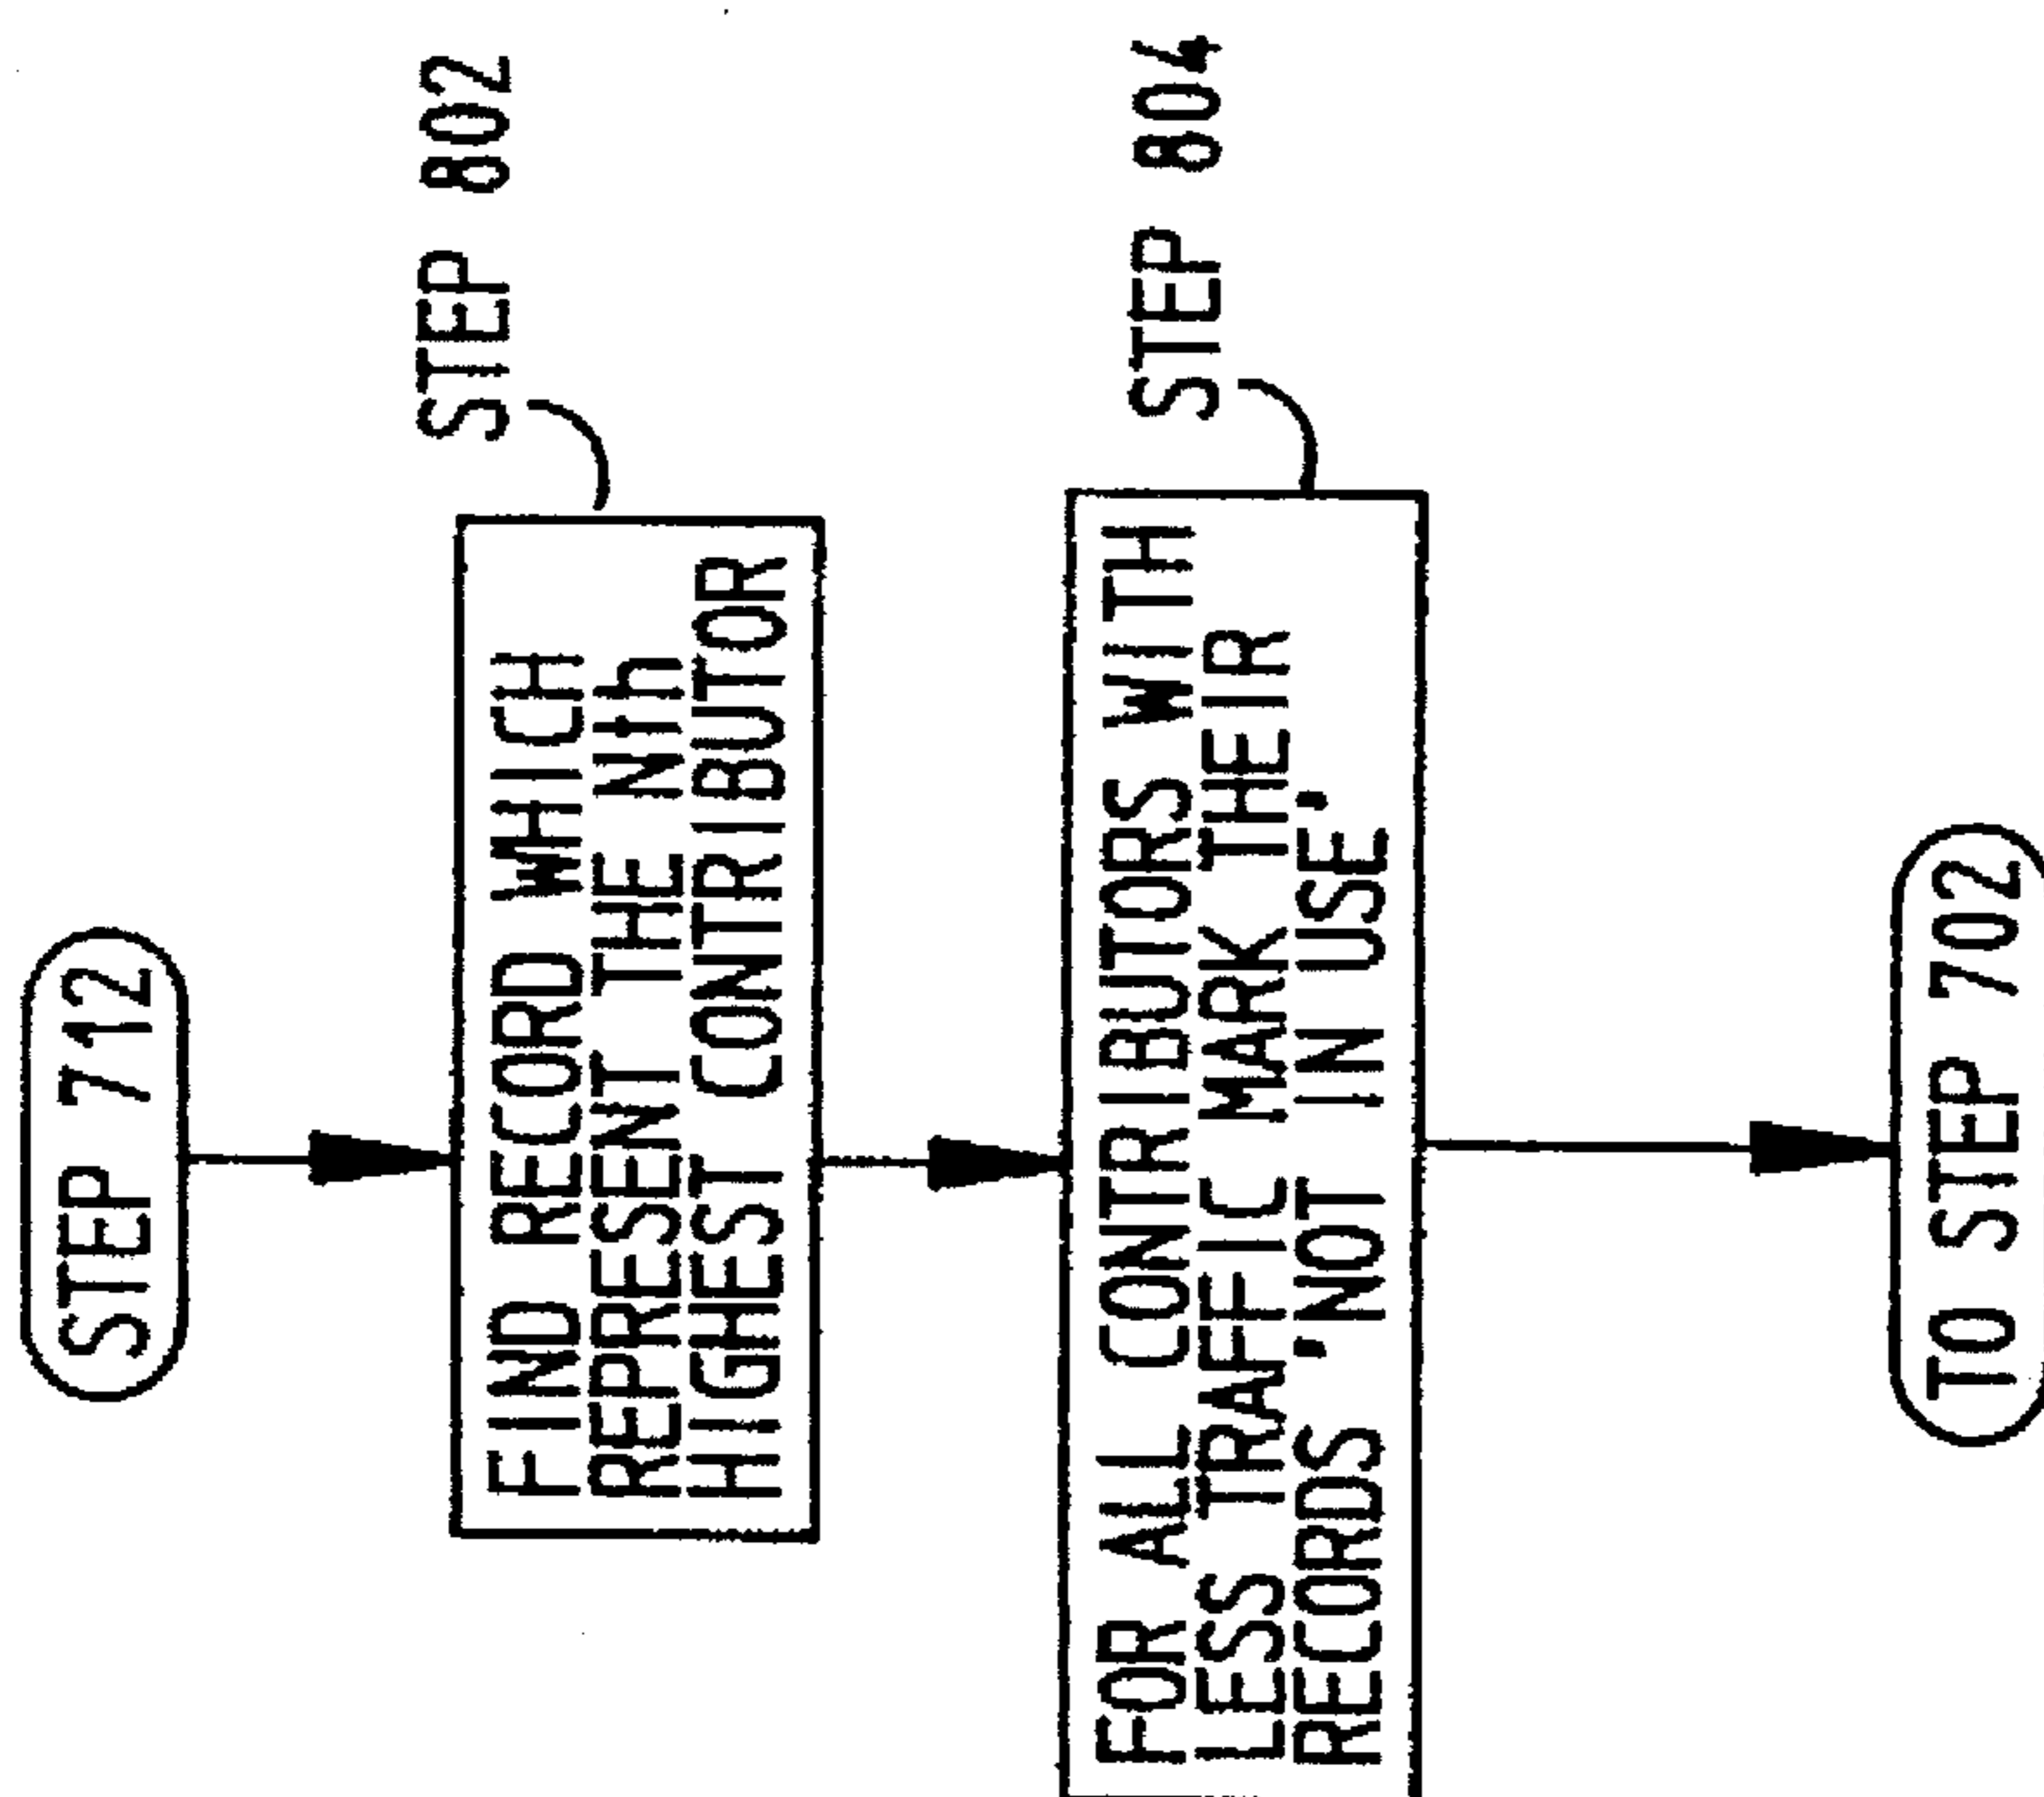 STEP 712
STEP 802
FIND RECORD WHICH
REPRESENT THE Nth
HIGHEST CONTRIBUTOR
STEP 804
FOR ALL CONTRIBUTORS WITH
LESS TRAFFIC MARK THEIR
RECORDS 'NOT IN USE'
TO STEP 702